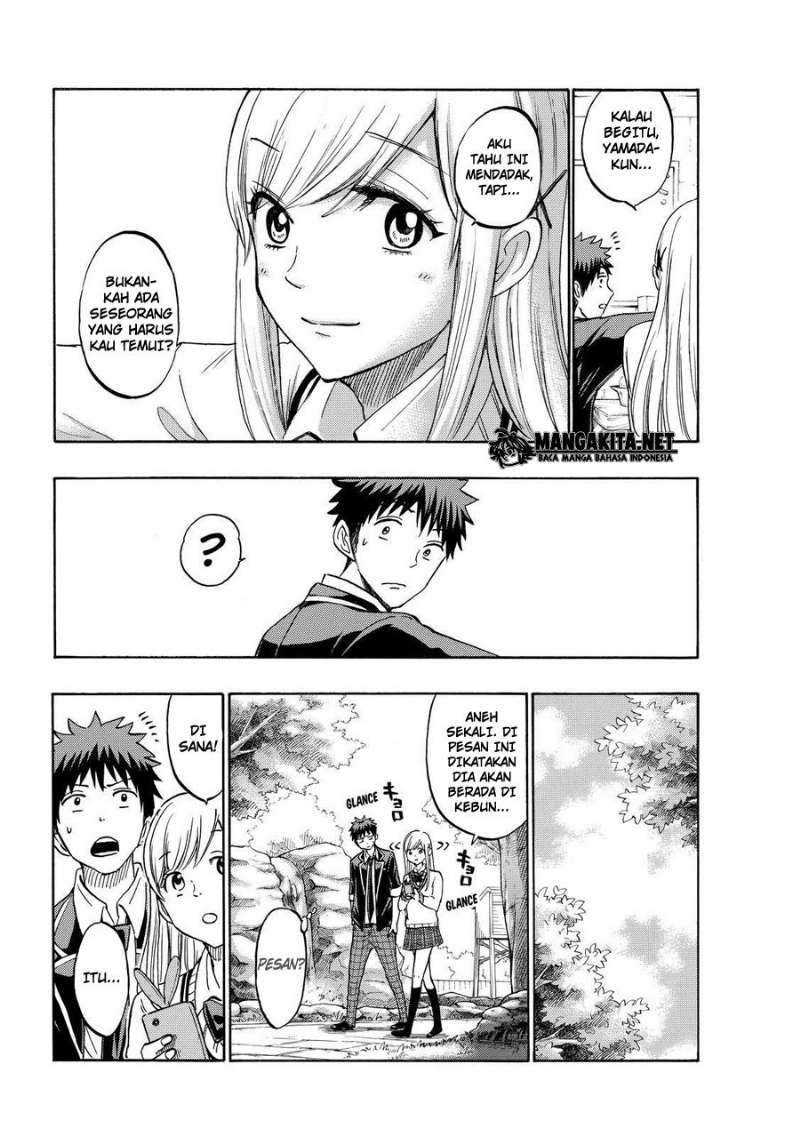 KALAU
BEGITU,
YAMADA-
KUN...
AKU
TAHU INI
MENDADAK,
TAPI...
BUKAN-
KAH ADA
SESEORANG
YANG HARUS
KAU TEMUI?
MANGAKITA.NET
BACA MANGA BAHASA INDONESIA
?
ANEH
SEKALI. DI
PESAN INI
DIKATAKAN
DIA AKAN
BERADA DI
KEBUN...
GLANCE
キョロ
キョロ
GLANCE
PESAN?
DI
SANA!
ITU...